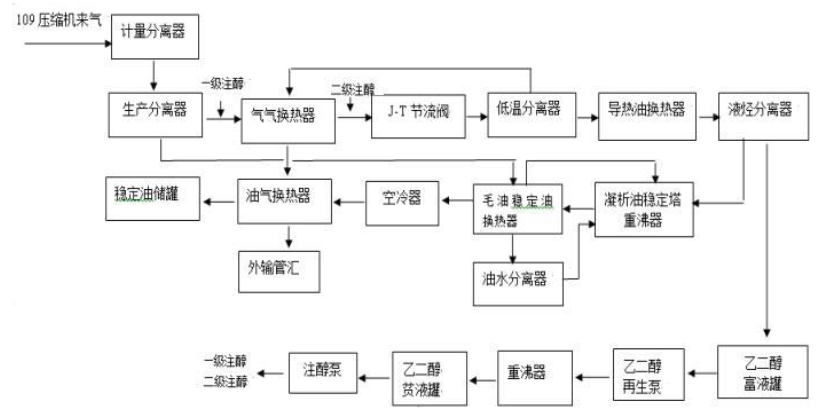 109 压缩机来气
计量分离器
生产分离器
一级注醇
气气换热器
二级注醇
J-T 节流阀
低温分离器
导热油换热器
液烃分离器
稳定油储罐
油气换热器
空冷器
毛油稳定油
换热器
凝析油稳定塔
重沸器
外输管汇
油水分离器
一级注醇
二级注醇
注醇泵
乙二醇
贫液罐
重沸器
乙二醇
再生泵
乙二醇
富液罐